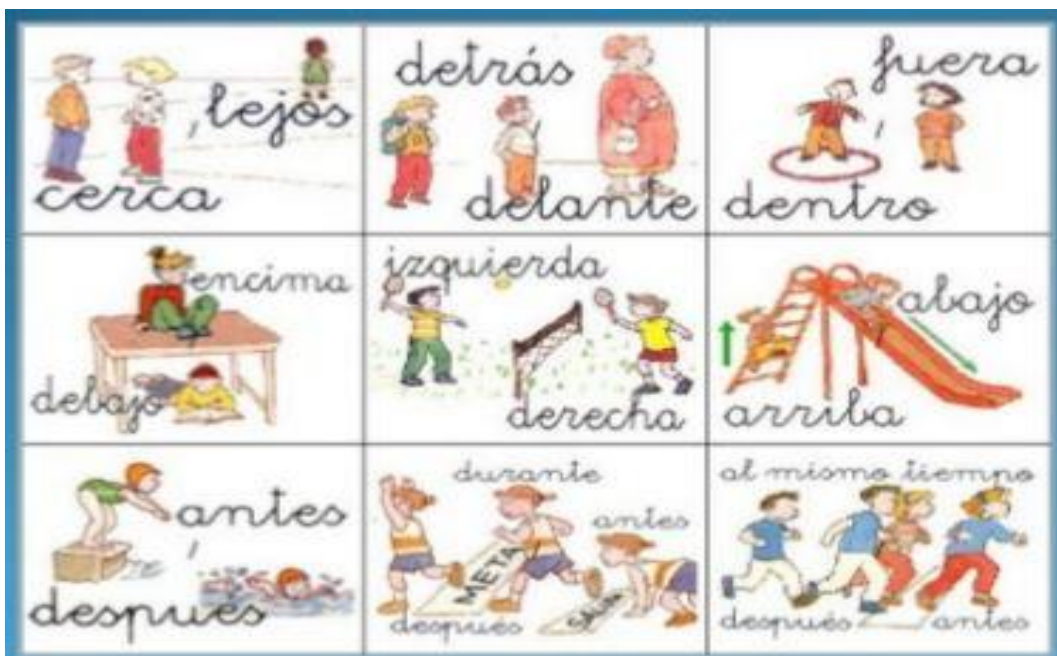 , lejos
cerca
detrás
delante
fuera
,
dentro
encima
debajo
izquierda
derecha
abajo
arriba
antes
,
después
durante
antes
META
después
al mismo tiempo
después
antes